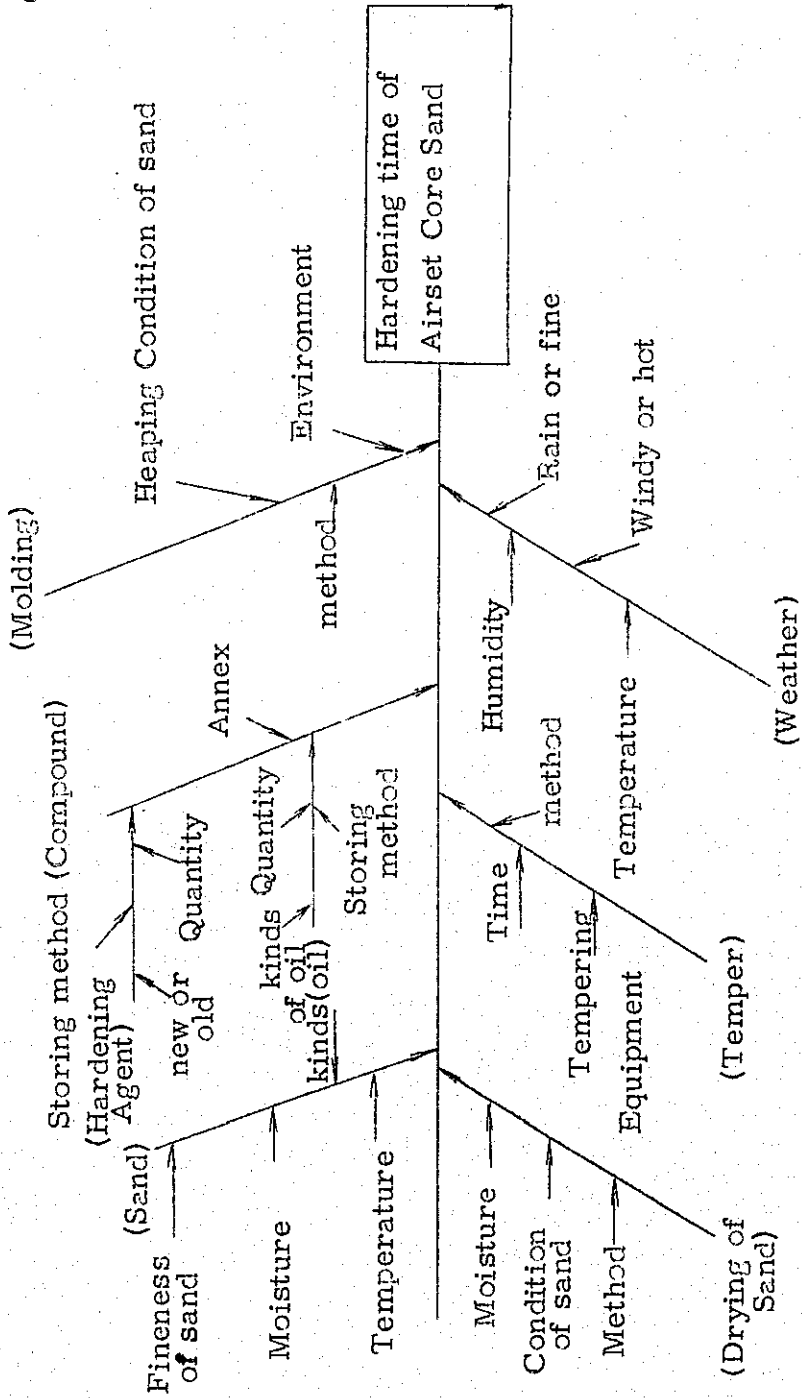 (Molding)
Heaping Condition of sand
Environment
method
Hardening time of
Airset Core Sand
Storing method (Compound)
Annex
(Hardening
Agent)
Quantity
new or
old
kinds
of oil
Quantity
(oil)
Storing
method
(Sand)
kinds
Fineness
of sand
Moisture
Temperature
Moisture
Condition
of sand
Method
(Drying of
Sand)
Time
method
Tempering
Equipment
(Temper)
Humidity
Rain or fine
Windy or hot
Temperature
(Weather)